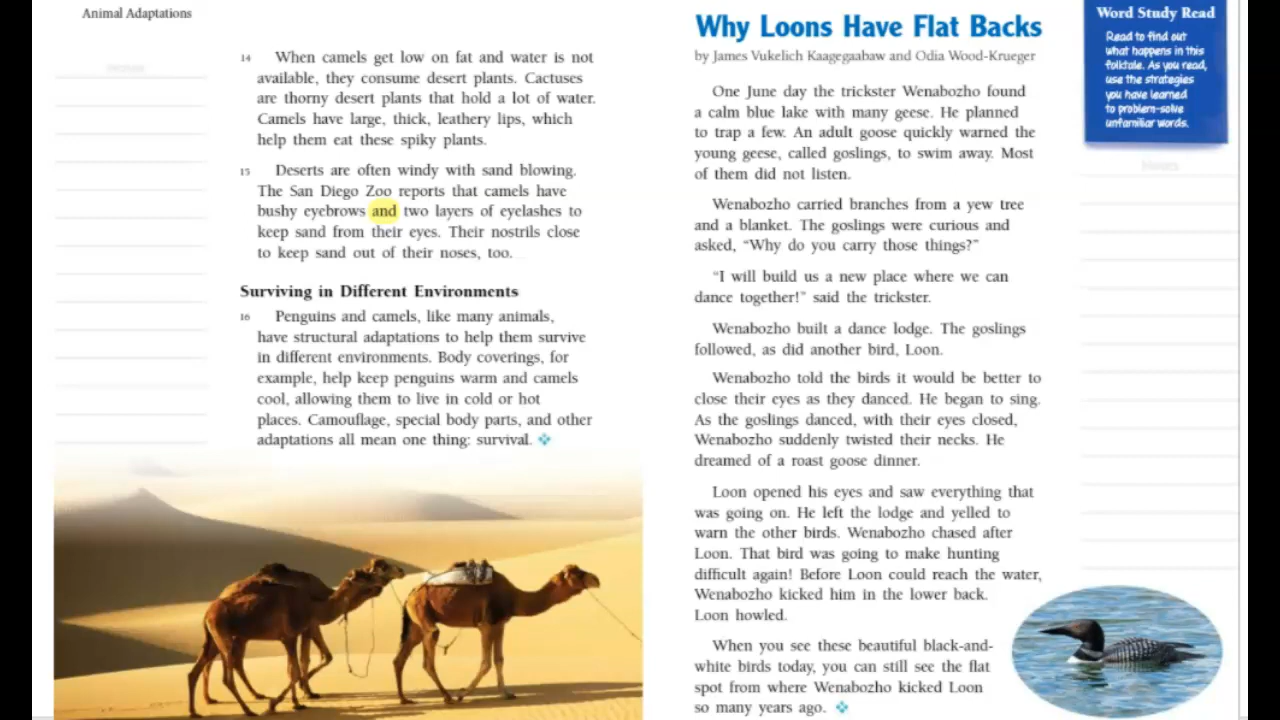 Animal Adaptations
14 When camels get low on fat and water is not
available, they consume desert plants. Cactuses
are thorny desert plants that hold a lot of water.
Camels have large, thick, leathery lips, which
help them eat these spiky plants.
15 Deserts are often windy with sand blowing.
The San Diego Zoo reports that camels have
bushy eyebrows and two layers of eyelashes to
keep sand from their eyes. Their nostrils close
to keep sand out of their noses, too.
Surviving in Different Environments
16 Penguins and camels, like many animals,
have structural adaptations to help them survive
in different environments. Body coverings, for
example, help keep penguins warm and camels
cool, allowing them to live in cold or hot
places. Camouflage, special body parts, and other
adaptations all mean one thing: survival.
Why Loons Have Flat Backs
by James Vukelich Kaagegaabaw and Odia Wood-Krueger
One June day the trickster Wenabozho found
a calm blue lake with many geese. He planned
to trap a few. An adult goose quickly warned the
young geese, called goslings, to swim away. Most
of them did not listen.
Wenabozho carried branches from a yew tree
and a blanket. The goslings were curious and
asked, “Why do you carry those things?”
“I will build us a new place where we can
dance together!” said the trickster.
Wenabozho built a dance lodge. The goslings
followed, as did another bird, Loon.
Wenabozho told the birds it would be better to
close their eyes as they danced. He began to sing.
As the goslings danced, with their eyes closed,
Wenabozho suddenly twisted their necks. He
dreamed of a roast goose dinner.
Loon opened his eyes and saw everything that
was going on. He left the lodge and yelled to
warn the other birds. Wenabozho chased after
Loon. That bird was going to make hunting
difficult again! Before Loon could reach the water,
Wenabozho kicked him in the lower back.
Loon howled.
When you see these beautiful black-and-
white birds today, you can still see the flat
spot from where Wenabozho kicked Loon
so many years ago.
Word Study Read
Read to find out
what happens in this
folktale. As you read,
use the strategies
you have learned
to problem-solve
unfamiliar words.